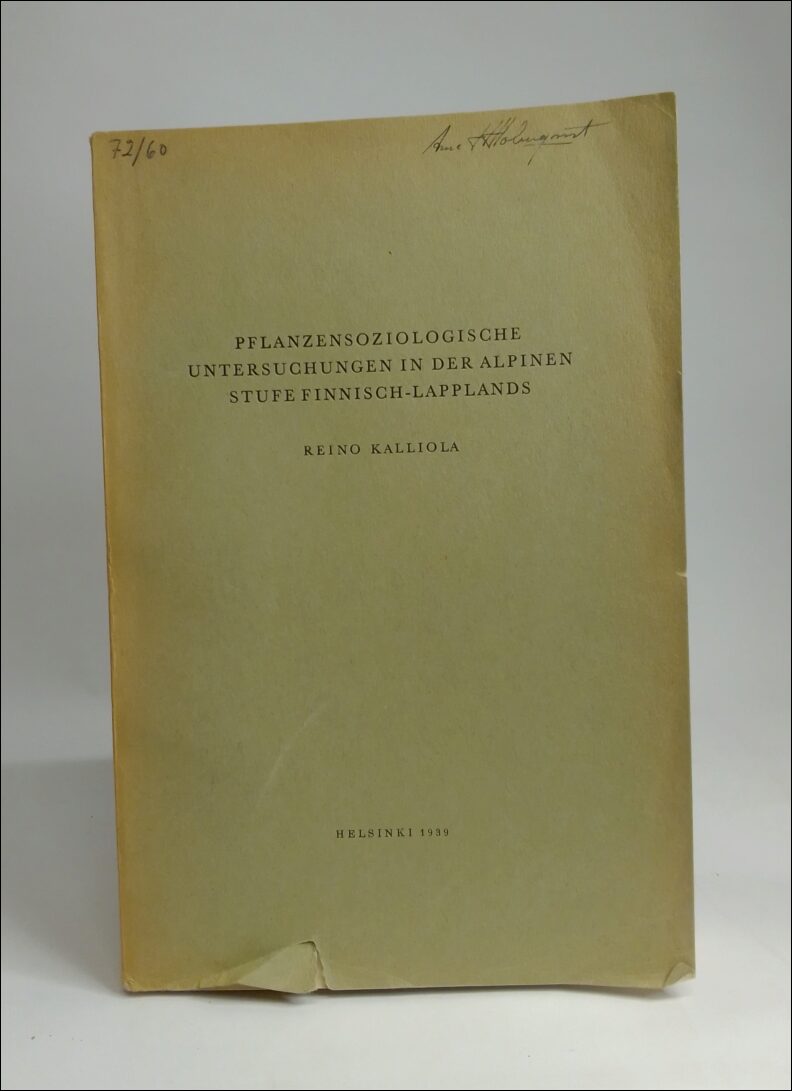 72/60
PFLANZENSOZIOLOGISCHE
UNTERSUCHUNGEN IN DER ALPINEN
STUFE FINNISCH-LAPPLANDS
REINO KALLIOLA
HELSINKI 1939